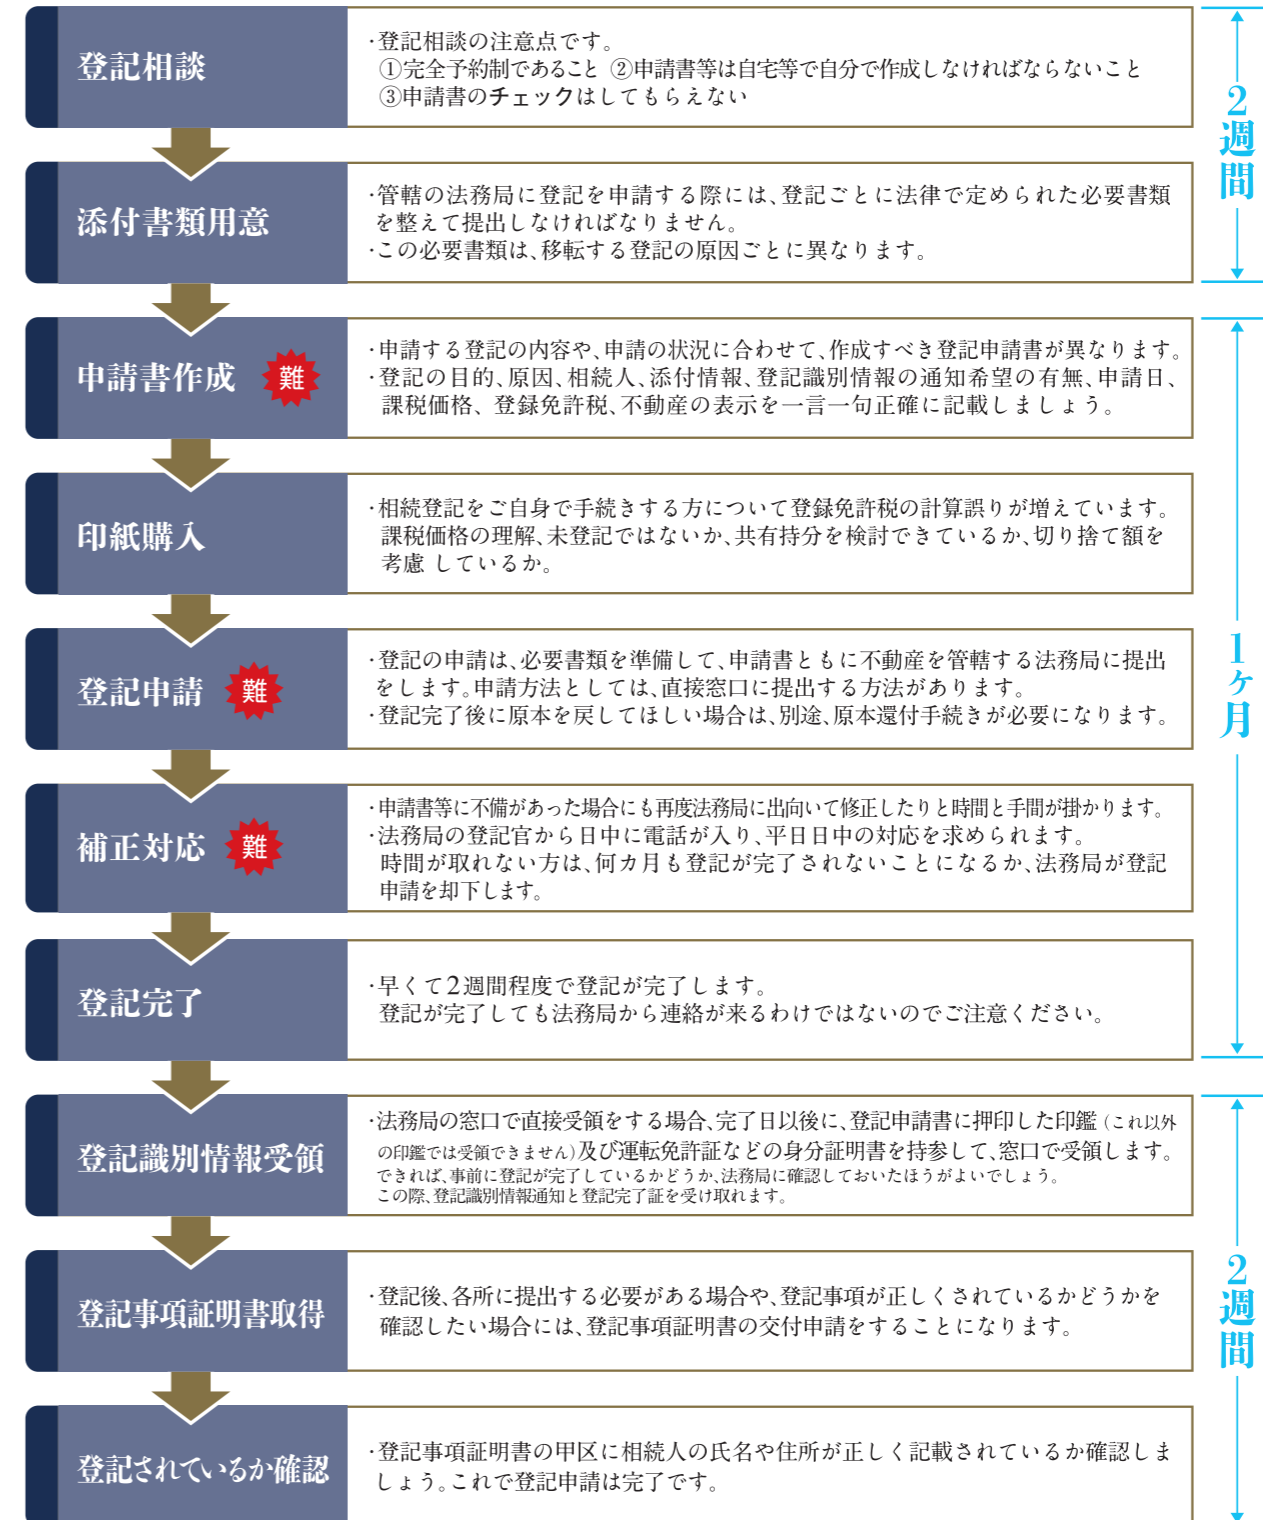 登記相談
・登記相談の注意点です。
①完全予約制であること ②申請書等は自宅等で自分で作成しなければならないこと
③申請書のチェックはしてもらえない
添付書類用意
・管轄の法務局に登記を申請する際には、登記ごとに法律で定められた必要書類
を整えて提出しなければなりません。
・この必要書類は、移転する登記の原因ごとに異なります。
2週間
申請書作成 難
・申請する登記の内容や、申請の状況に合わせて、作成すべき登記申請書が異なります。
・登記の目的、原因、相続人、添付情報、登記識別情報の通知希望の有無、申請日、
課税価格、登録免許税、不動産の表示を一言一句正確に記載しましょう。
印紙購入
・相続登記をご自身で手続きする方について登録免許税の計算誤りが増えています。
課税価格の理解、未登記ではないか、共有持分を検討できているか、切り捨て額を
考慮 しているか。
登記申請 難
・登記の申請は、必要書類を準備して、申請書ともに不動産を管轄する法務局に提出
をします。申請方法としては、直接窓口に提出する方法があります。
・登記完了後に原本を戻してほしい場合は、別途、原本還付手続きが必要になります。
補正対応 難
・申請書等に不備があった場合にも再度法務局に出向いて修正したりと時間と手間が掛かります。
・法務局の登記官から日中に電話が入り、平日日中の対応を求められます。
時間が取れない方は、何カ月も登記が完了されないことになるか、法務局が登記
申請を却下します。
登記完了
・早くて2週間程度で登記が完了します。
登記が完了しても法務局から連絡が来るわけではないのでご注意ください。
1ヶ月
登記識別情報受領
・法務局の窓口で直接受領をする場合、完了日以後に、登記申請書に押印した印鑑（これ以外
の印鑑では受領できません）及び運転免許証などの身分証明書を持参して、窓口で受領します。
できれば、事前に登記が完了しているかどうか、法務局に確認しておいたほうがよいでしょう。
この際、登記識別情報通知と登記完了証を受け取れます。
登記事項証明書取得
・登記後、各所に提出する必要がある場合や、登記事項が正しくされているかどうかを
確認したい場合には、登記事項証明書の交付申請をすることになります。
登記されているか確認
・登記事項証明書の甲区に相続人の氏名や住所が正しく記載されているか確認しま
しょう。これで登記申請は完了です。
2週間